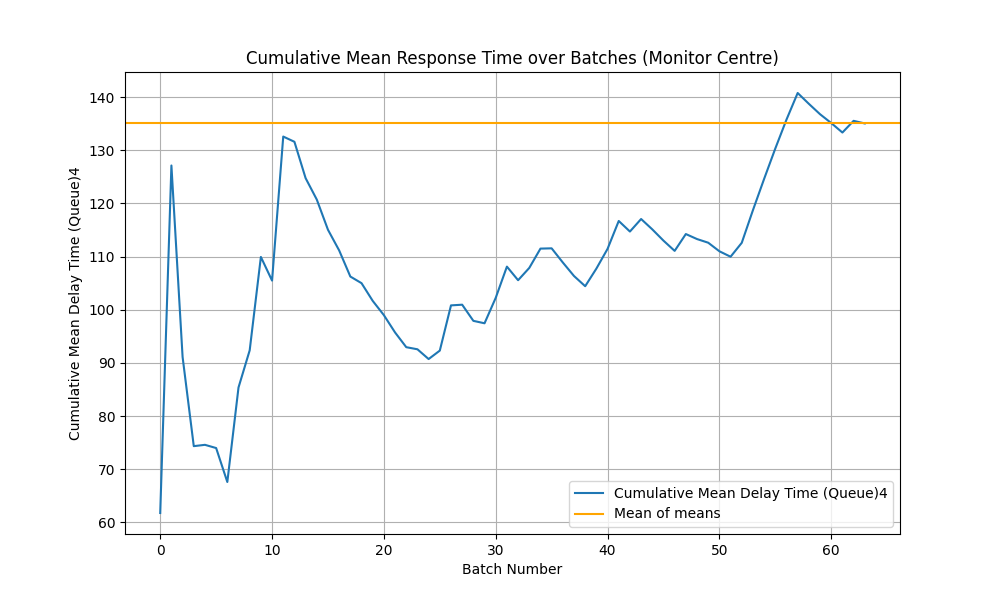 Cumulative Mean Response Time over Batches (Monitor Centre)
Cumulative Mean Delay Time (Queue)4
140
130
120
110
100
90
80
70
60
0 10 20 30 40 50 60
Batch Number
Cumulative Mean Delay Time (Queue)4
Mean of means